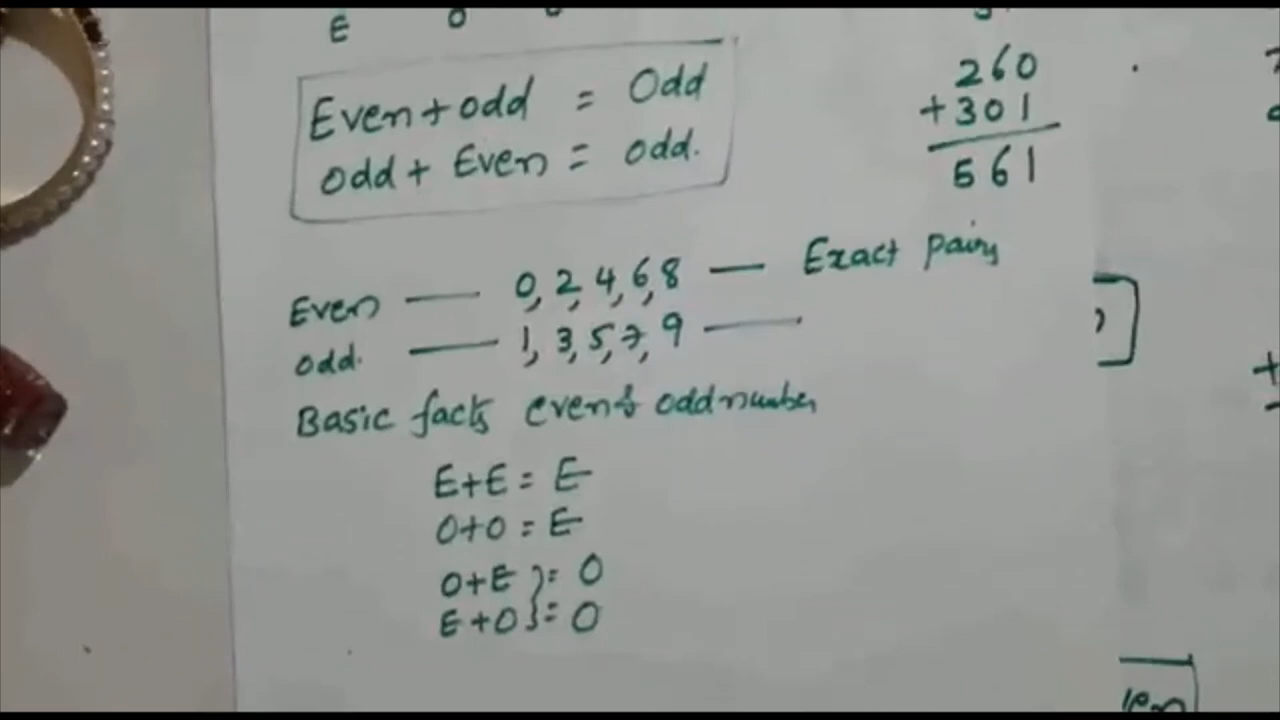 E
Even + odd = Odd
odd + Even = odd.
260
+301
561
Even — 0, 2, 4, 6, 8 — Exact pairs
odd. — 1, 3, 5, 7, 9 —
Basic facts even & odd number
E+E = E
O+O = E
O+E } = O
E+O } = O